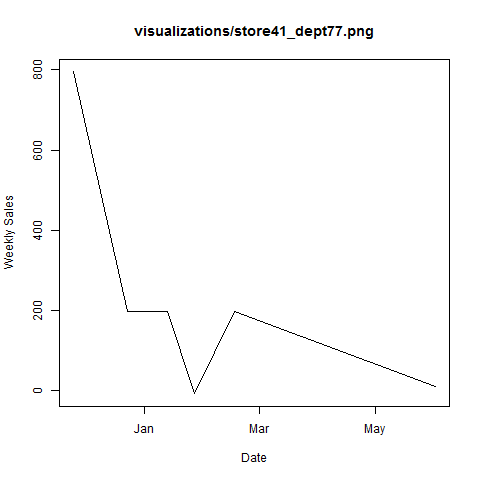 visualizations/store41_dept77.png
Weekly Sales
800
600
400
200
0
Jan
Mar
May
Date